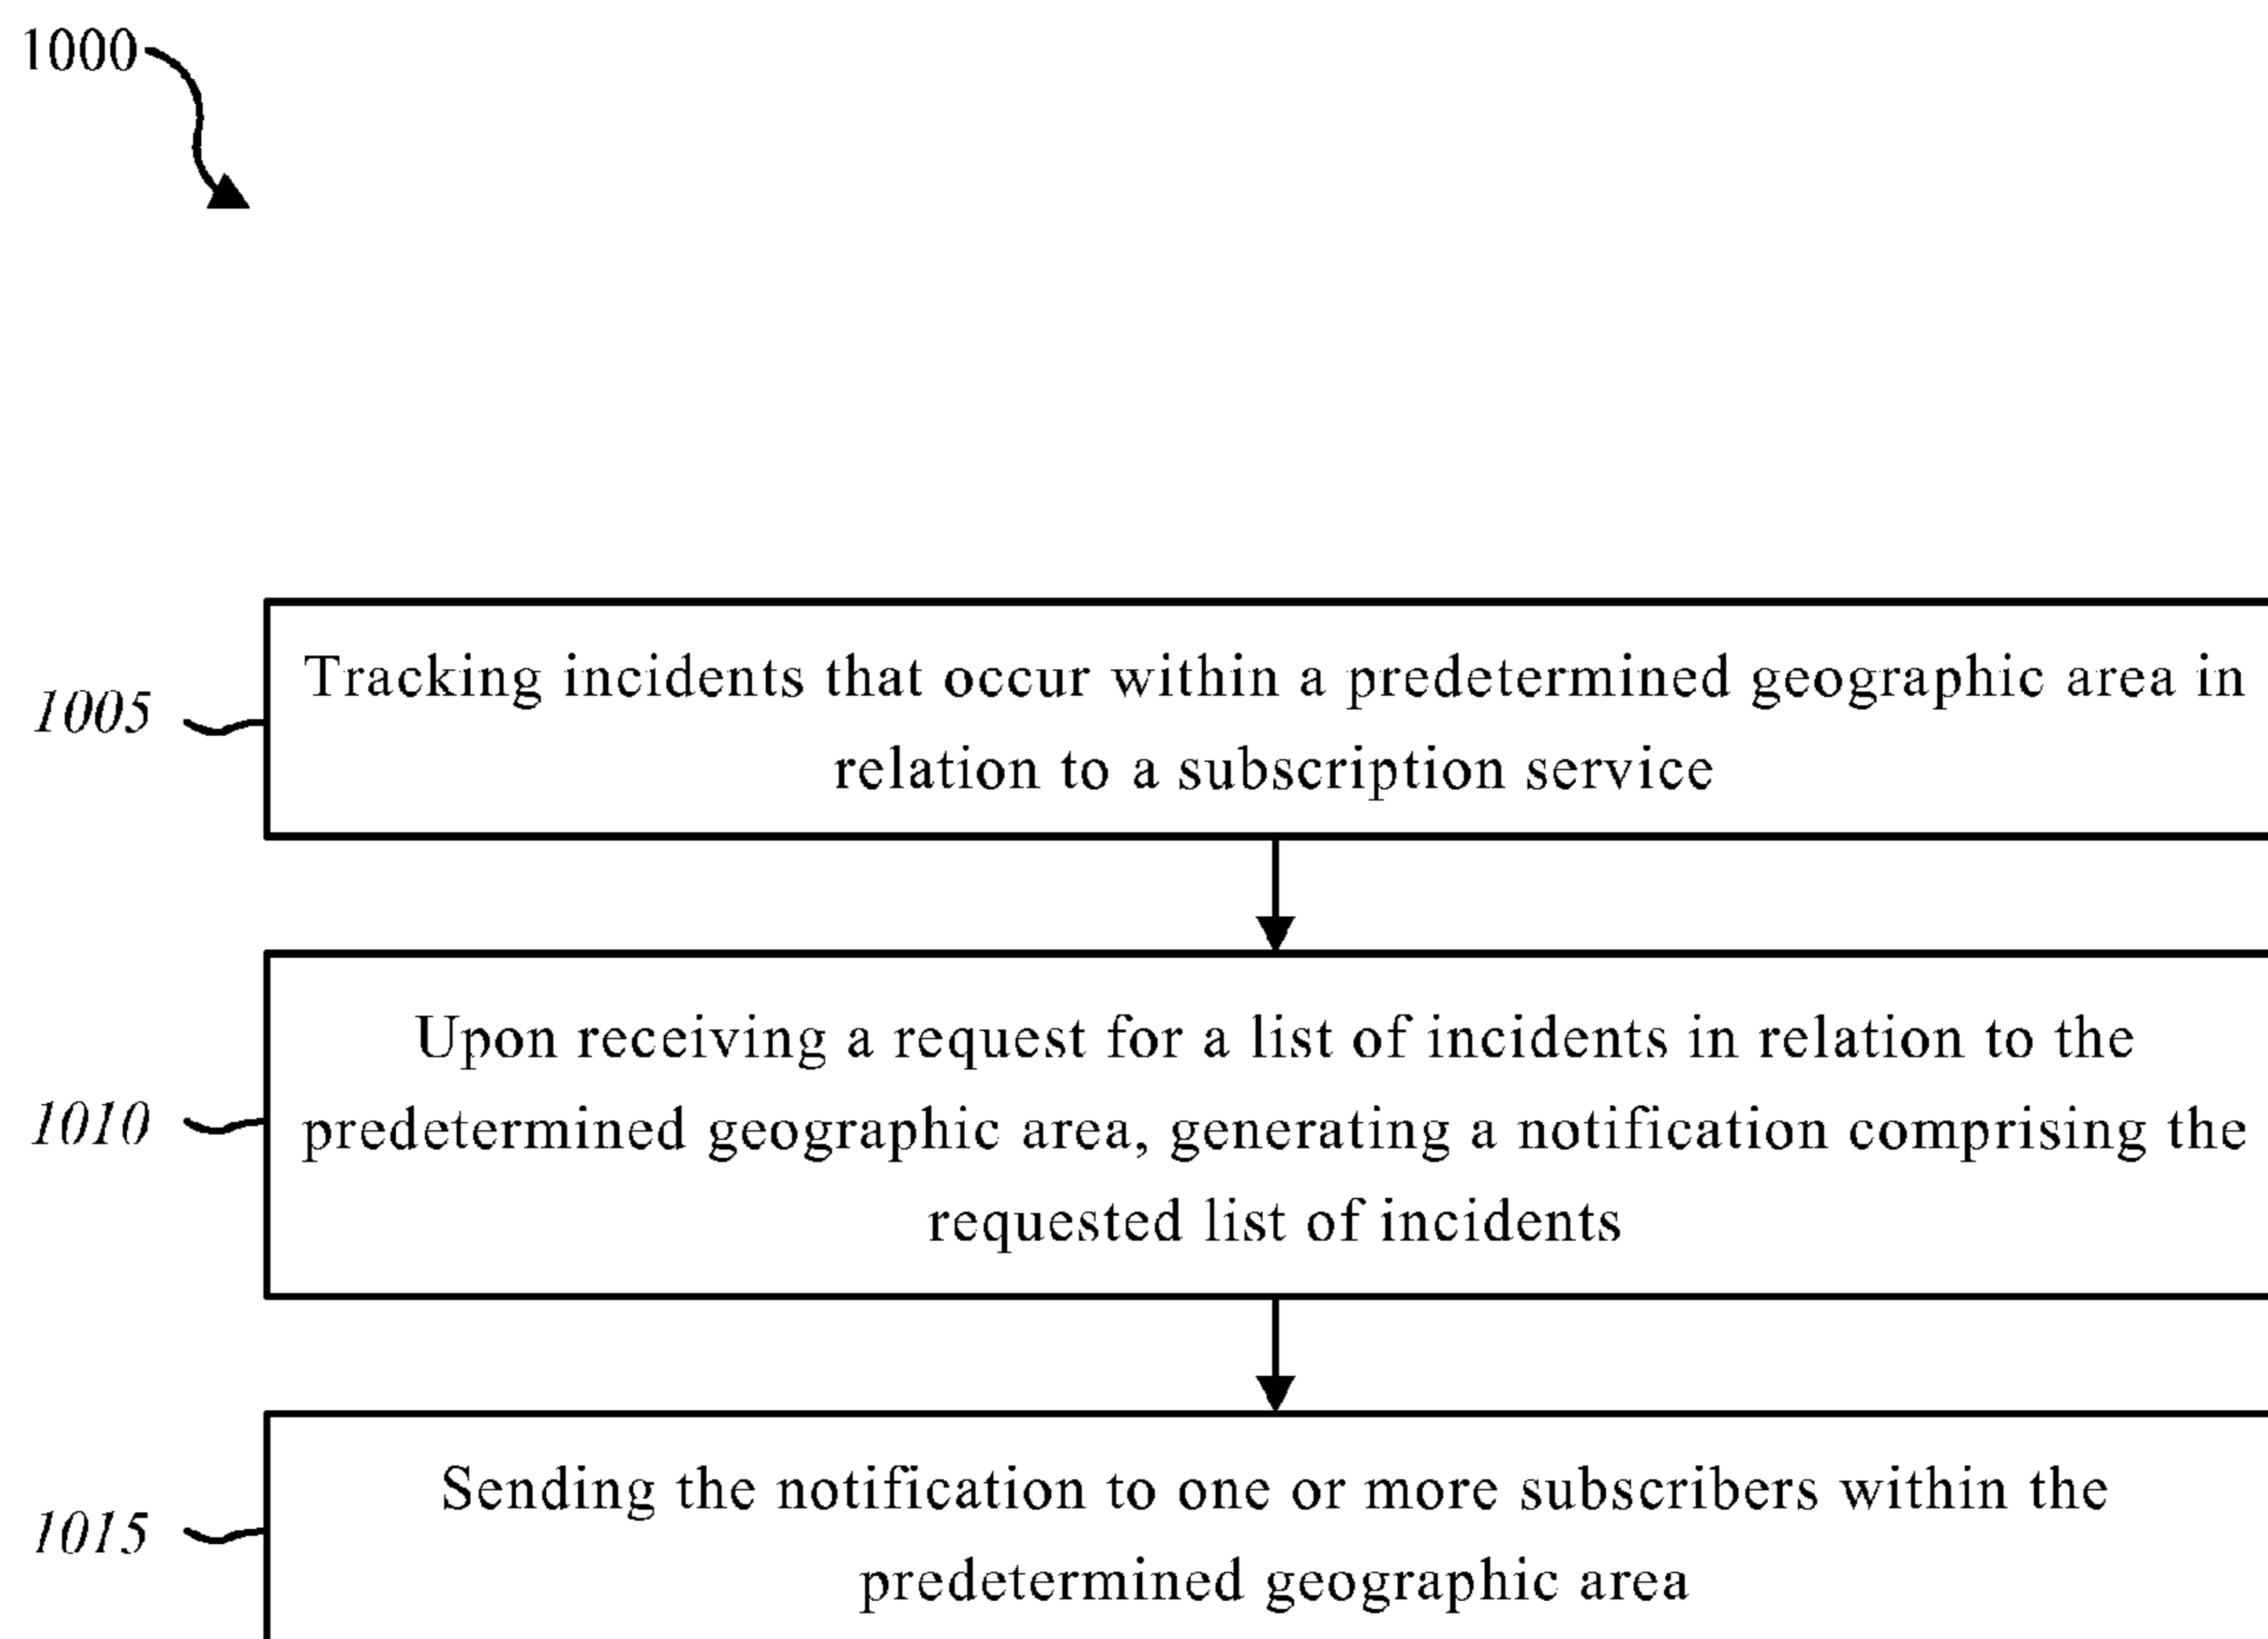 1000
Tracking incidents that occur within a predetermined geographic area in
1005
relation to a subscription service
Upon receiving a request for a list of incidents in relation to the
1010
predetermined geographic area, generating a notification comprising the
requested list of incidents
Sending the notification to one or more subscribers within the
1015
predetermined geographic area